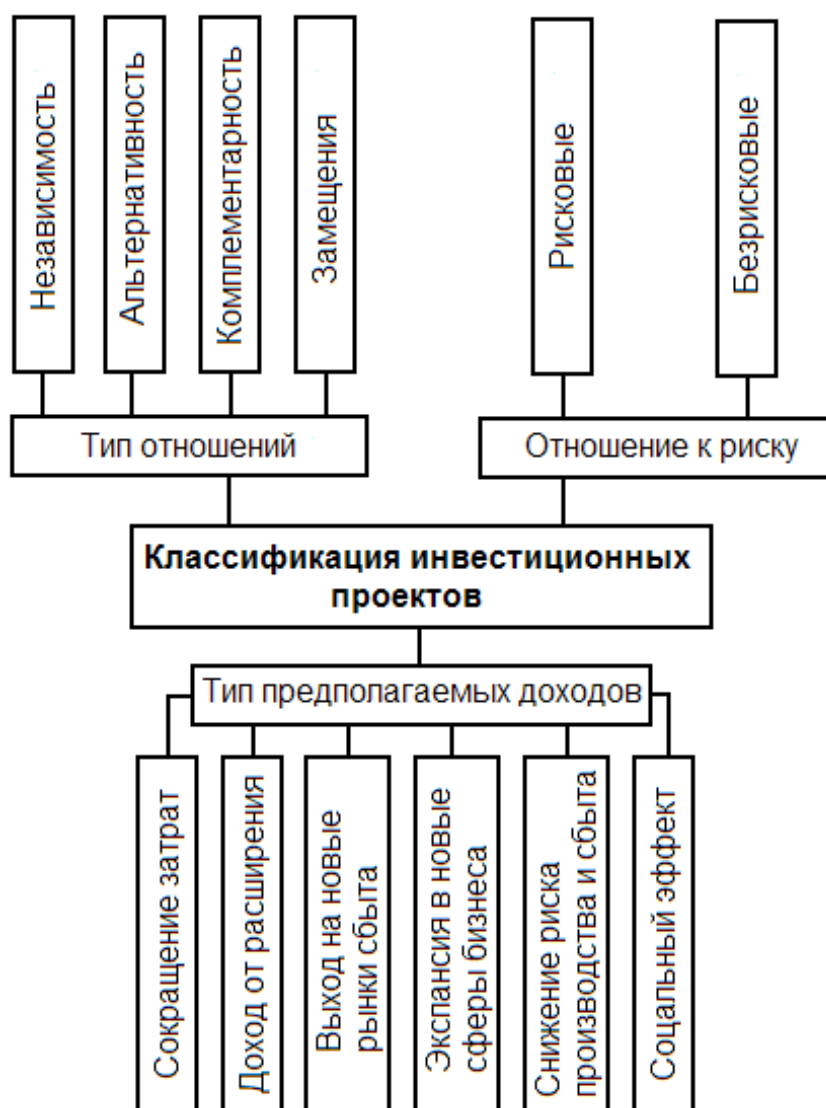 Независимость
Альтернативность
Комплементарность
Замещения
Рисковые
Безрисковые
Тип отношений
Отношение к риску
Классификация инвестиционных
проектов
Тип предполагаемых доходов
Сокращение затрат
Доход от расширения
Выход на новые
рынки сбыта
Экспансия в новые
сферы бизнеса
Снижение риска
производства и сбыта
Соцальный эффект